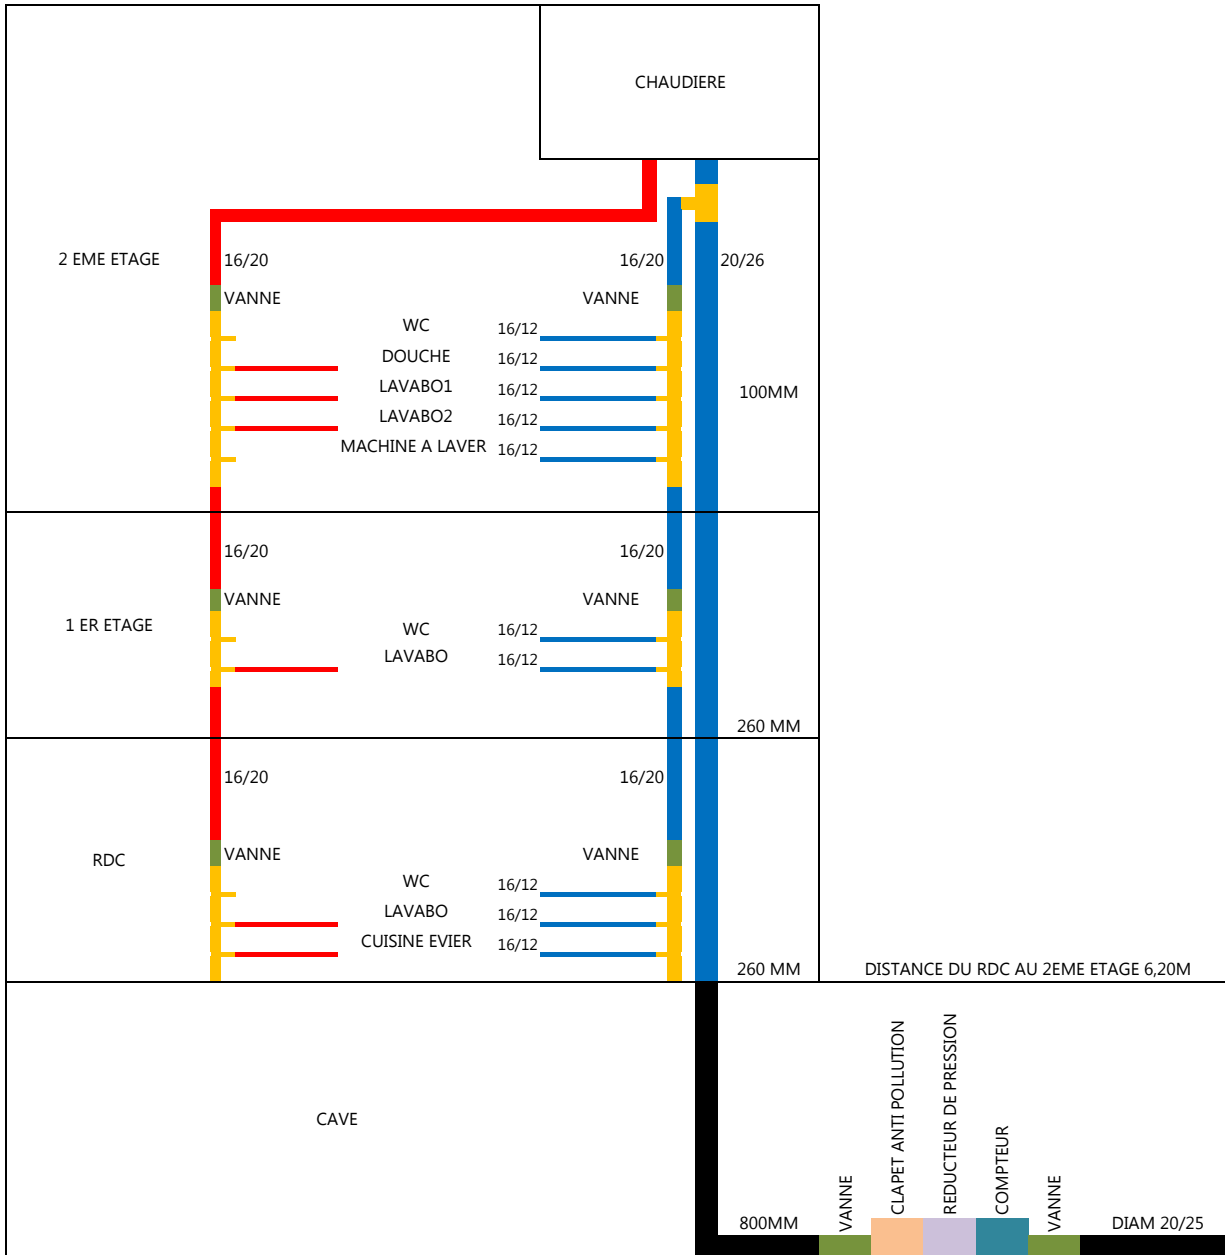 CHAUDIERE
2 EME ETAGE
16/20
16/20
20/26
VANNE
VANNE
WC
16/12
DOUCHE
16/12
LAVABO1
16/12
100MM
LAVABO2
16/12
MACHINE A LAVER
16/12
16/20
16/20
VANNE
VANNE
1 ER ETAGE
WC
16/12
LAVABO
16/12
260 MM
16/20
16/20
RDC
VANNE
VANNE
WC
16/12
LAVABO
16/12
CUISINE EVIER
16/12
260 MM
DISTANCE DU RDC AU 2EME ETAGE 6,20M
CAVE
800MM
VANNE
CLAPET ANTI POLLUTION
REDUCTEUR DE PRESSION
COMPTEUR
VANNE
DIAM 20/25